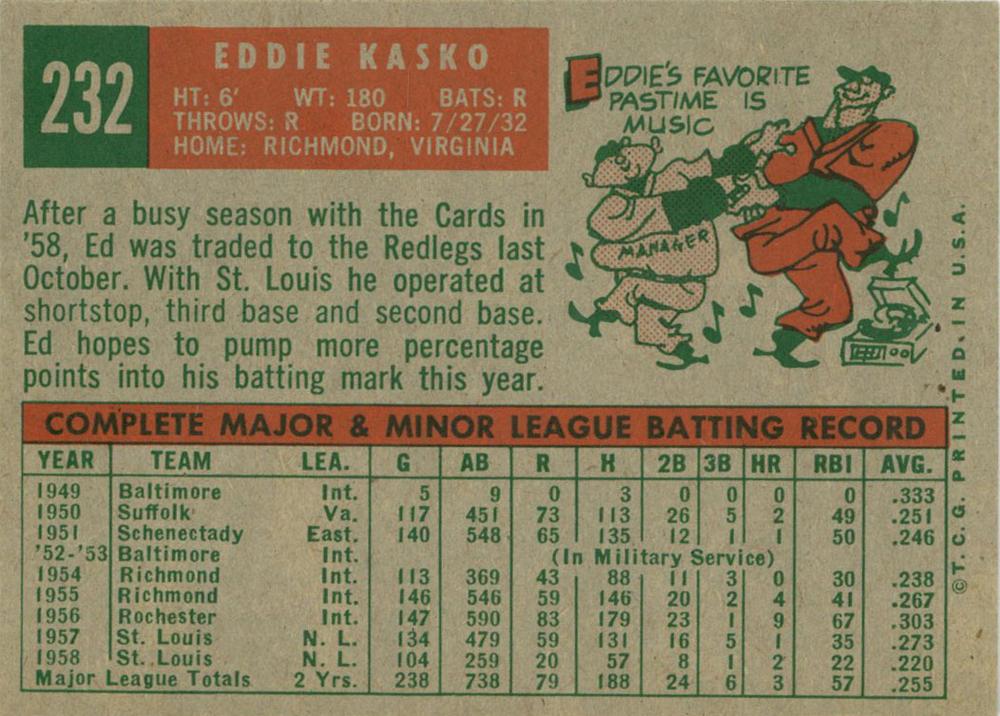 232
EDDIE KASKO
HT: 6' WT: 180 BATS: R
THROWS: R BORN: 7/27/32
HOME: RICHMOND, VIRGINIA
EDDIE'S FAVORITE
PASTIME IS
MUSIC
MANAGER
After a busy season with the Cards in
'58, Ed was traded to the Redlegs last
October. With St. Louis he operated at
shortstop, third base and second base.
Ed hopes to pump more percentage
points into his batting mark this year.
COMPLETE MAJOR & MINOR LEAGUE BATTING RECORD
YEAR TEAM LEA. G AB R H 2B 3B HR RBI AVG.
1949 Baltimore Int. 5 9 0 3 0 0 0 0 .333
1950 Suffolk Va. 117 451 73 113 26 5 2 49 .251
1951 Schenectady East. 140 548 65 135 12 1 1 50 .246
'52-'53 Baltimore Int. (In Military Service)
1954 Richmond Int. 113 369 43 88 11 3 0 30 .238
1955 Richmond Int. 146 546 59 146 20 2 4 41 .267
1956 Rochester Int. 147 590 83 179 23 1 9 67 .303
1957 St. Louis N. L. 134 479 59 131 16 5 1 35 .273
1958 St. Louis N. L. 104 259 20 57 8 1 2 22 .220
Major League Totals 2 Yrs. 238 738 79 188 24 6 3 57 .255
©T. C. G. PRINTED IN U.S.A.